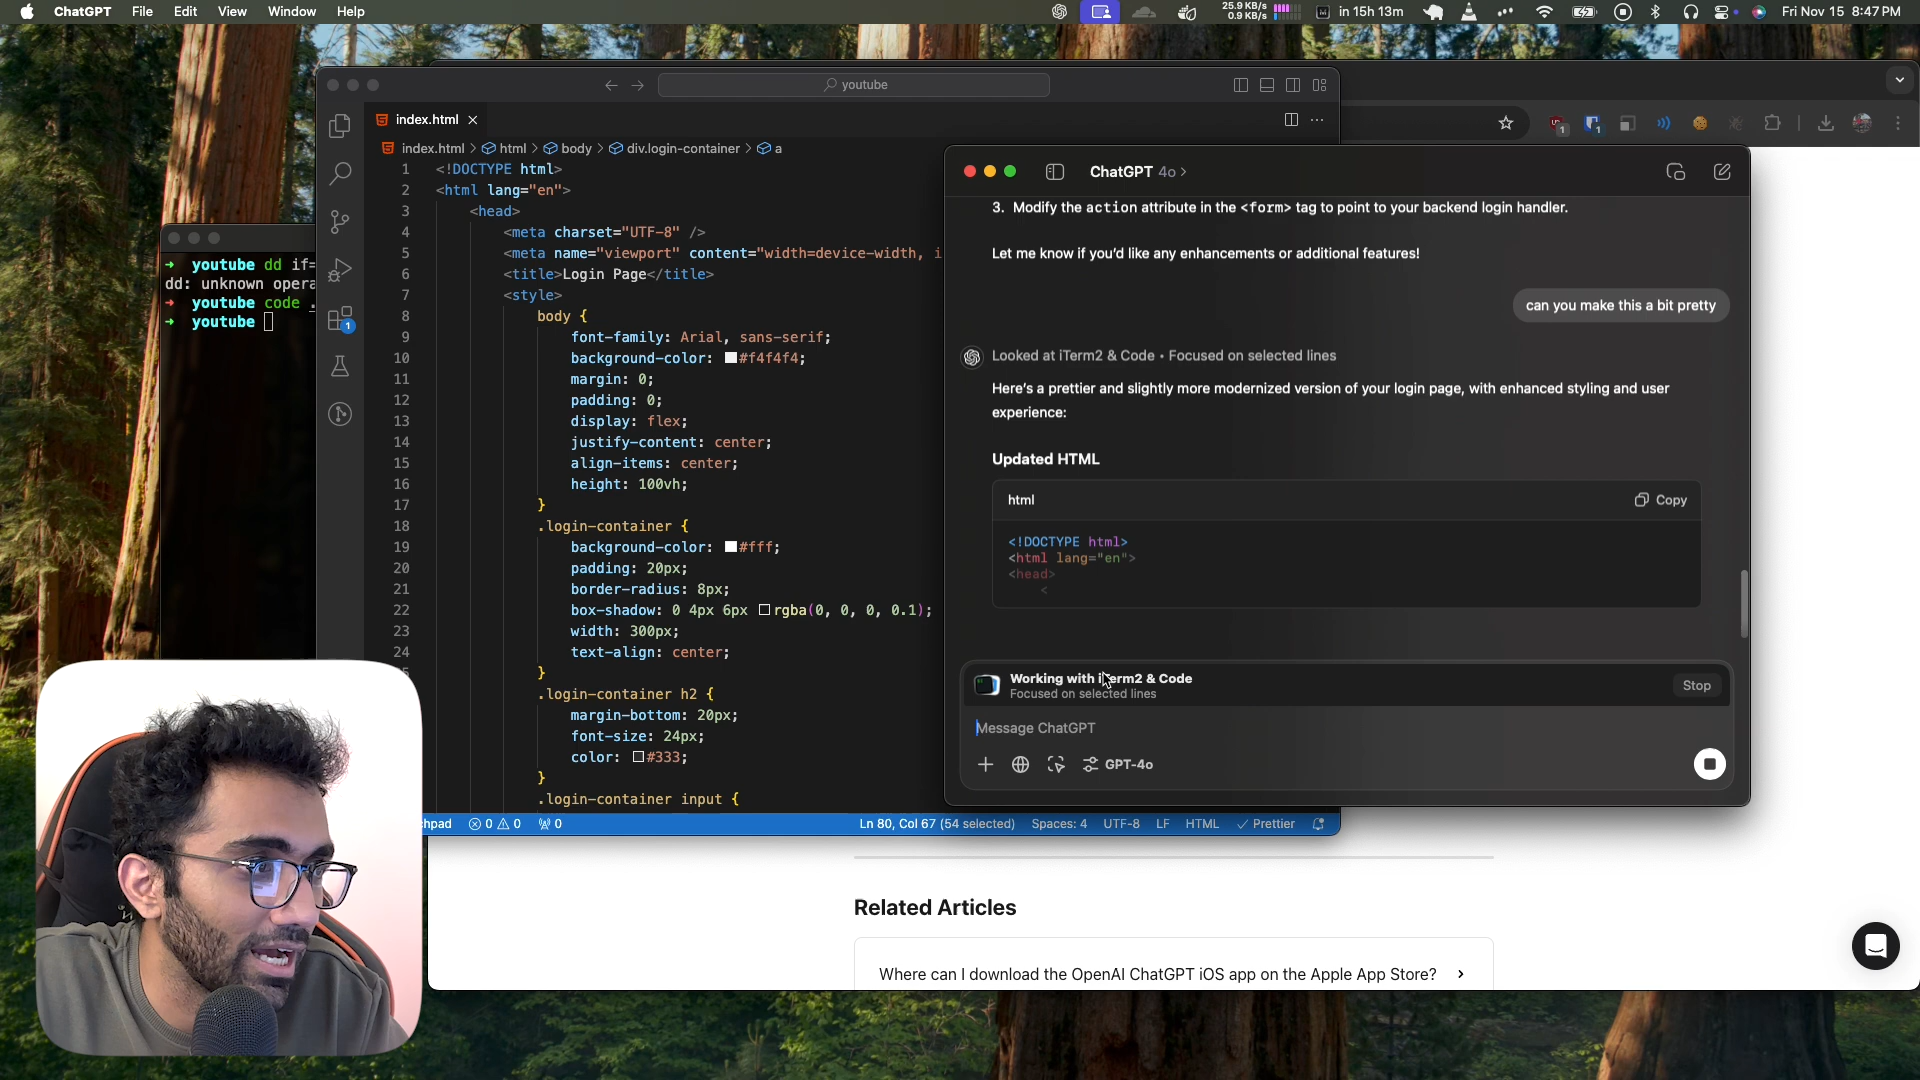 ChatGPT File Edit View Window Help
25.9 KB/s
0.9 KB/s
in 15h 13m
Fri Nov 15 8:47 PM
youtube
index.html
index.html > html > body > div.login-container > a
1 <!DOCTYPE html>
2 <html lang="en">
3 <head>
4 <meta charset="UTF-8" />
5 <meta name="viewport" content="width=device-width, i
6 <title>Login Page</title>
7 <style>
8 body {
9 font-family: Arial, sans-serif;
10 background-color: #f4f4f4;
11 margin: 0;
12 padding: 0;
13 display: flex;
14 justify-content: center;
15 align-items: center;
16 height: 100vh;
17 }
18 .login-container {
19 background-color: #fff;
20 padding: 20px;
21 border-radius: 8px;
22 box-shadow: 0 4px 6px rgba(0, 0, 0, 0.1);
23 width: 300px;
24 text-align: center;
}
.login-container h2 {
margin-bottom: 20px;
font-size: 24px;
color: #333;
}
.login-container input {
hpad 0 0 0
Ln 80, Col 67 (54 selected) Spaces: 4 UTF-8 LF HTML Prettier
➜ youtube dd if=
dd: unknown opera
➜ youtube code .
➜ youtube
1
ChatGPT 4o >
3. Modify the action attribute in the <form> tag to point to your backend login handler.
Let me know if you'd like any enhancements or additional features!
can you make this a bit pretty
Looked at iTerm2 & Code • Focused on selected lines
Here's a prettier and slightly more modernized version of your login page, with enhanced styling and user
experience:
Updated HTML
html
Copy
<!DOCTYPE html>
<html lang="en">
<head>
<
Working with iTerm2 & Code
Focused on selected lines
Stop
Message ChatGPT
GPT-4o
Related Articles
Where can I download the OpenAI ChatGPT iOS app on the Apple App Store? >